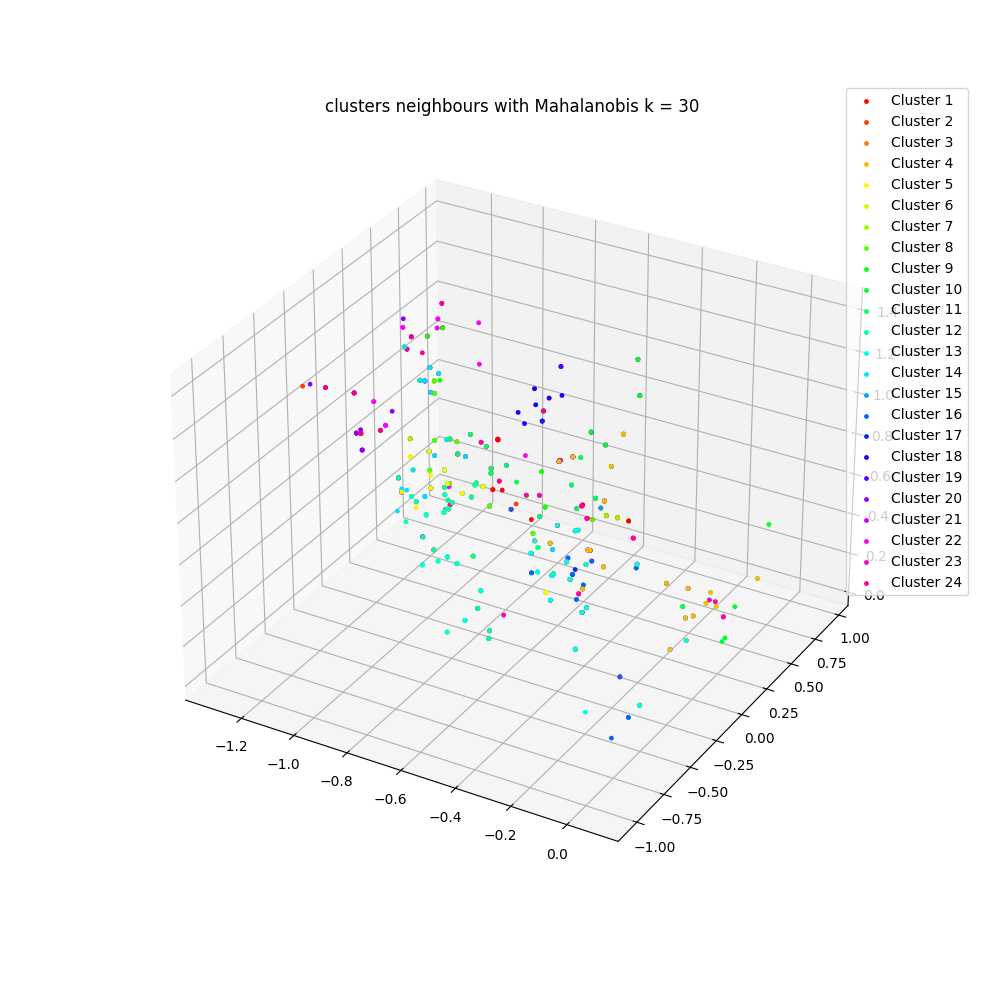 clusters neighbours with Mahalanobis k = 30
Cluster 1
Cluster 2
Cluster 3
Cluster 4
Cluster 5
Cluster 6
Cluster 7
Cluster 8
Cluster 9
Cluster 10
Cluster 11
Cluster 12
Cluster 13
Cluster 14
Cluster 15
Cluster 16
Cluster 17
Cluster 18
Cluster 19
Cluster 20
Cluster 21
Cluster 22
Cluster 23
Cluster 24
1.4
1.2
1.0
0.8
0.6
0.4
0.2
0.0
1.00
0.75
0.50
0.25
0.00
−0.25
−0.50
−0.75
−1.00
−1.2
−1.0
−0.8
−0.6
−0.4
−0.2
0.0